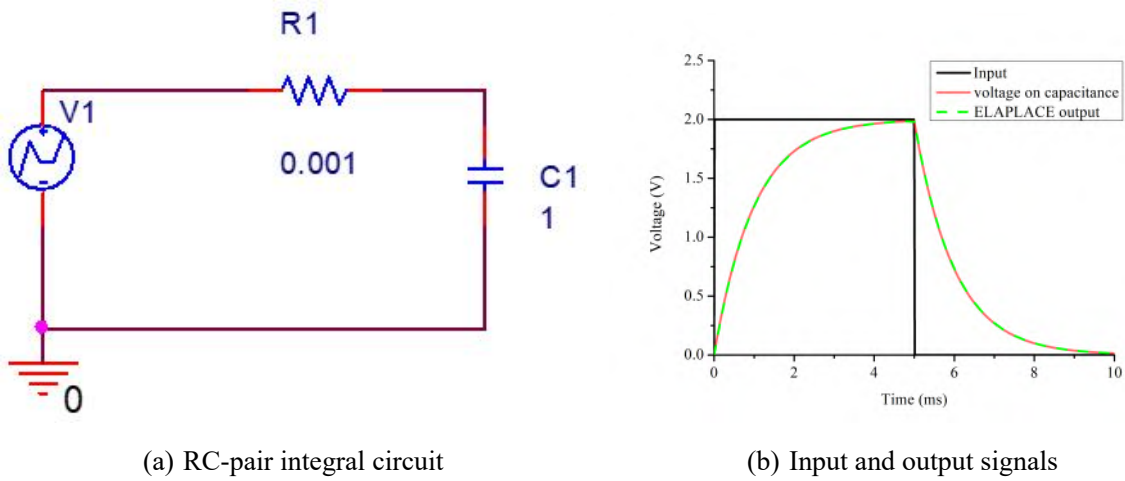 R1
V1
0.001
C1
1
0
(a) RC-pair integral circuit
2.5
2.0
1.5
1.0
0.5
0.0
Voltage (V)
Input
voltage on capacitance
ELAPLACE output
0 2 4 6 8 10
Time (ms)
(b) Input and output signals